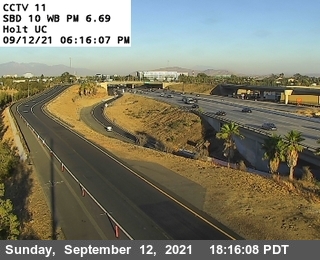 CCTV 11
SBD 10 WB PM 6.69
Holt UC
09/12/21 06:16:07 PM
Sunday, September 12, 2021 18:16:08 PDT